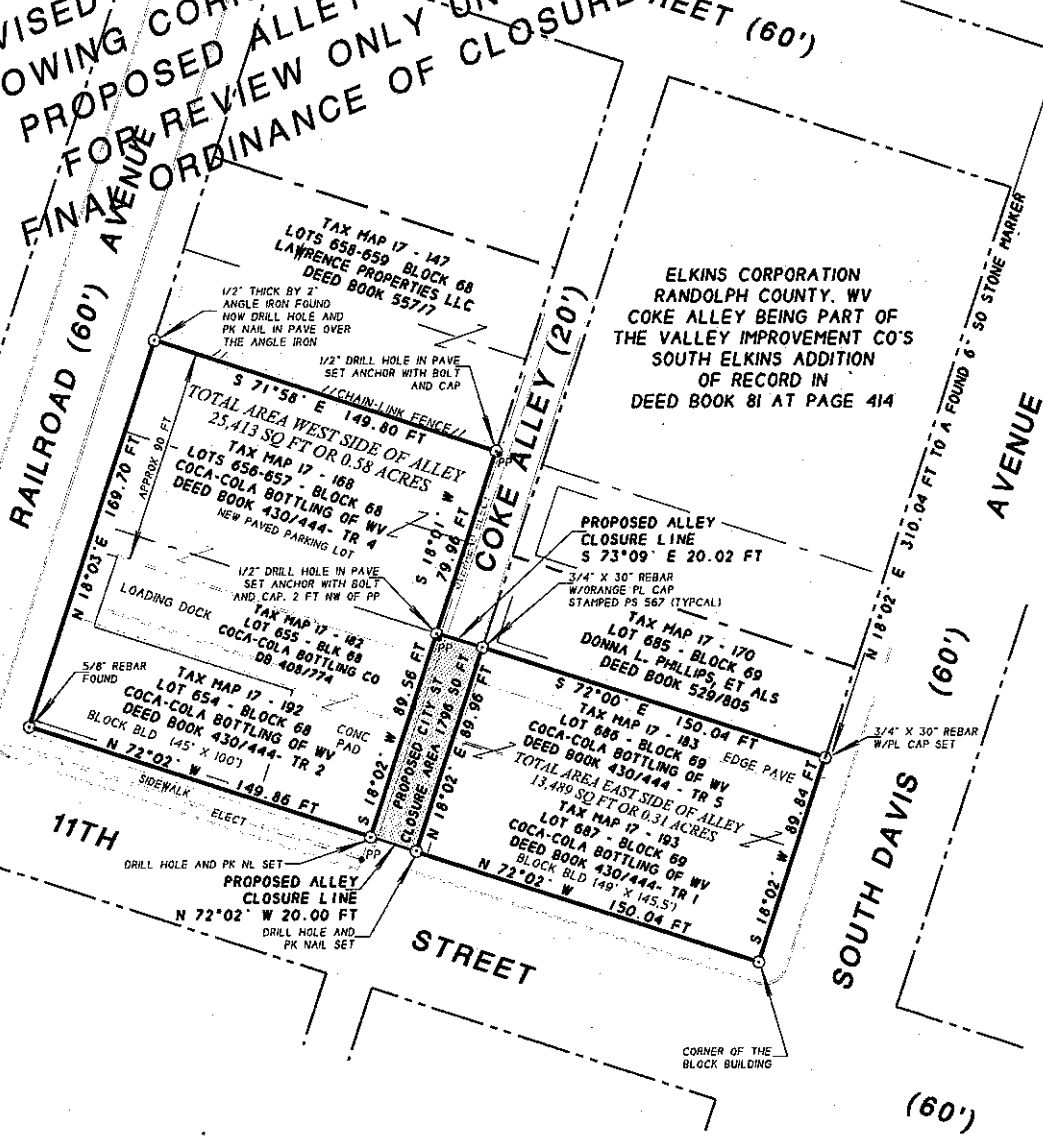 VISED
OWING COR
PROPOSED ALLEY
FOR REVIEW ONLY UN
FINAL ORDINANCE OF CLOSURE
REET (60')
RAILROAD (60') AVENUE
TAX MAP 17 - 147
LOTS 658-659 - BLOCK 68
LAWRENCE PROPERTIES LLC
DEED BOOK 557/7
1/2" THICK BY 2"
ANGLE IRON FOUND
NOW DRILL HOLE AND
PK NAIL IN PAVE OVER
THE ANGLE IRON
1/2" DRILL HOLE IN PAVE
SET ANCHOR WITH BOLT
AND CAP
COKE ALLEY (20')
ELKINS CORPORATION
RANDOLPH COUNTY. WV
COKE ALLEY BEING PART OF
THE VALLEY IMPROVEMENT CO'S
SOUTH ELKINS ADDITION
OF RECORD IN
DEED BOOK 81 AT PAGE 414
N 18°02' E 310.04 FT TO A FOUND 6" SQ STONE MARKER
//CHAIN-LINK FENCE//
S 71°58' E 149.80 FT
TOTAL AREA WEST SIDE OF ALLEY
25,413 SQ FT OR 0.58 ACRES
TAX MAP 17 - 168
LOTS 656-657 - BLOCK 68
COCA-COLA BOTTLING OF WV
DEED BOOK 430/444- TR 4
NEW PAVED PARKING LOT
N 18°03'E 169.70 FT
APPROX 90 FT
S 18°01' W
79.96 FT
PP
PROPOSED ALLEY
CLOSURE LINE
S 73°09' E 20.02 FT
3/4" X 30" REBAR
W/ORANGE PL CAP
STAMPED PS 567 (TYPCAL)
1/2" DRILL HOLE IN PAVE
SET ANCHOR WITH BOLT
AND CAP. 2 FT NW OF PP
PP
LOADING DOCK
TAX MAP 17 - 182
LOT 655 - BLK 68
COCA-COLA BOTTLING CO
DB 408/774
5/8" REBAR
FOUND
TAX MAP 17 - 192
LOT 654 - BLOCK 68
COCA-COLA BOTTLING OF WV
DEED BOOK 430/444- TR 2
BLOCK BLD (45' X 100')
CONC
PAD
N 72°02' W 149.86 FT
SIDEWALK
ELECT
S 18°02' W 89.56 FT
PROPOSED CITY ST
CLOSURE AREA 1796 SQ FT
N 18°02' E 89.96 FT
TAX MAP 17 - 170
LOT 685 - BLOCK 69
DONNA L. PHILLIPS, ET ALS
DEED BOOK 529/805
S 72°00' E 150.04 FT
TAX MAP 17 - 183
LOT 686 - BLOCK 69
COCA-COLA BOTTLING OF WV
DEED BOOK 430/444 - TR 5
EDGE PAVE
TOTAL AREA EAST SIDE OF ALLEY
13,489 SQ FT OR 0.31 ACRES
TAX MAP 17 - 193
LOT 687 - BLOCK 69
COCA-COLA BOTTLING OF WV
DEED BOOK 430/444- TR 1
BLOCK BLD (49' X 145.5')
N 72°02' W 150.04 FT
S 18°02' W 89.84 FT
3/4" X 30" REBAR
W/PL CAP SET
DRILL HOLE AND PK NL SET
PP
PROPOSED ALLEY
CLOSURE LINE
N 72°02' W 20.00 FT
DRILL HOLE AND
PK NAIL SET
11TH STREET (60')
SOUTH DAVIS (60') AVENUE
CORNER OF THE
BLOCK BUILDING